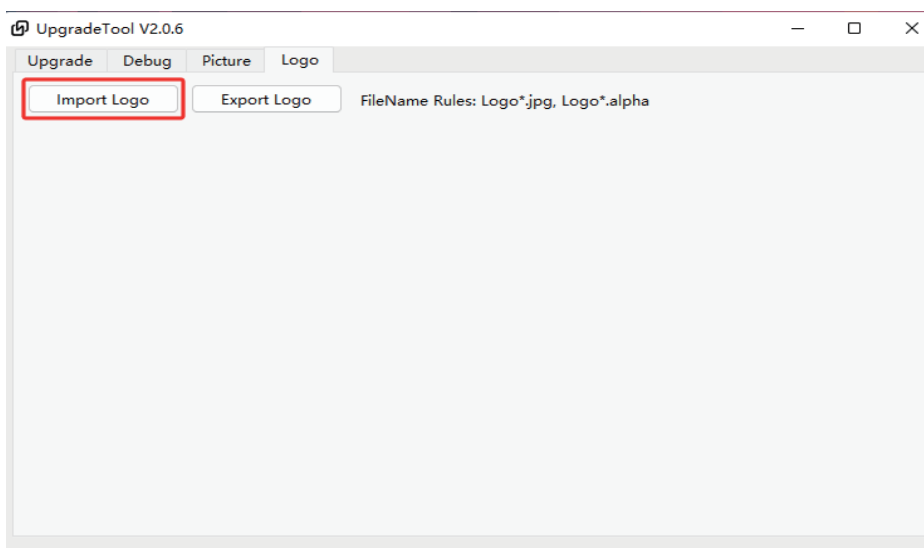 UpgradeTool V2.0.6
Upgrade Debug Picture Logo
Import Logo Export Logo FileName Rules: Logo*.jpg, Logo*.alpha